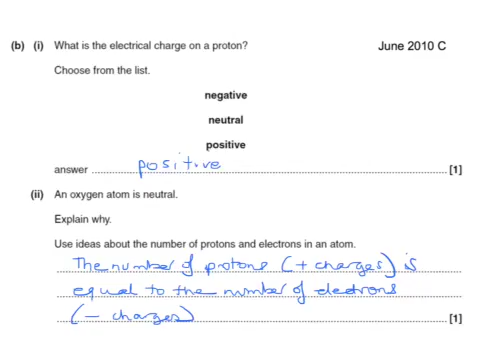 (b) (i) What is the electrical charge on a proton? June 2010 C
Choose from the list.
negative
neutral
positive
answer positive [1]
(ii) An oxygen atom is neutral.
Explain why.
Use ideas about the number of protons and electrons in an atom.
The number of protons (+ charges) is
equal to the number of electrons
(- charges) [1]